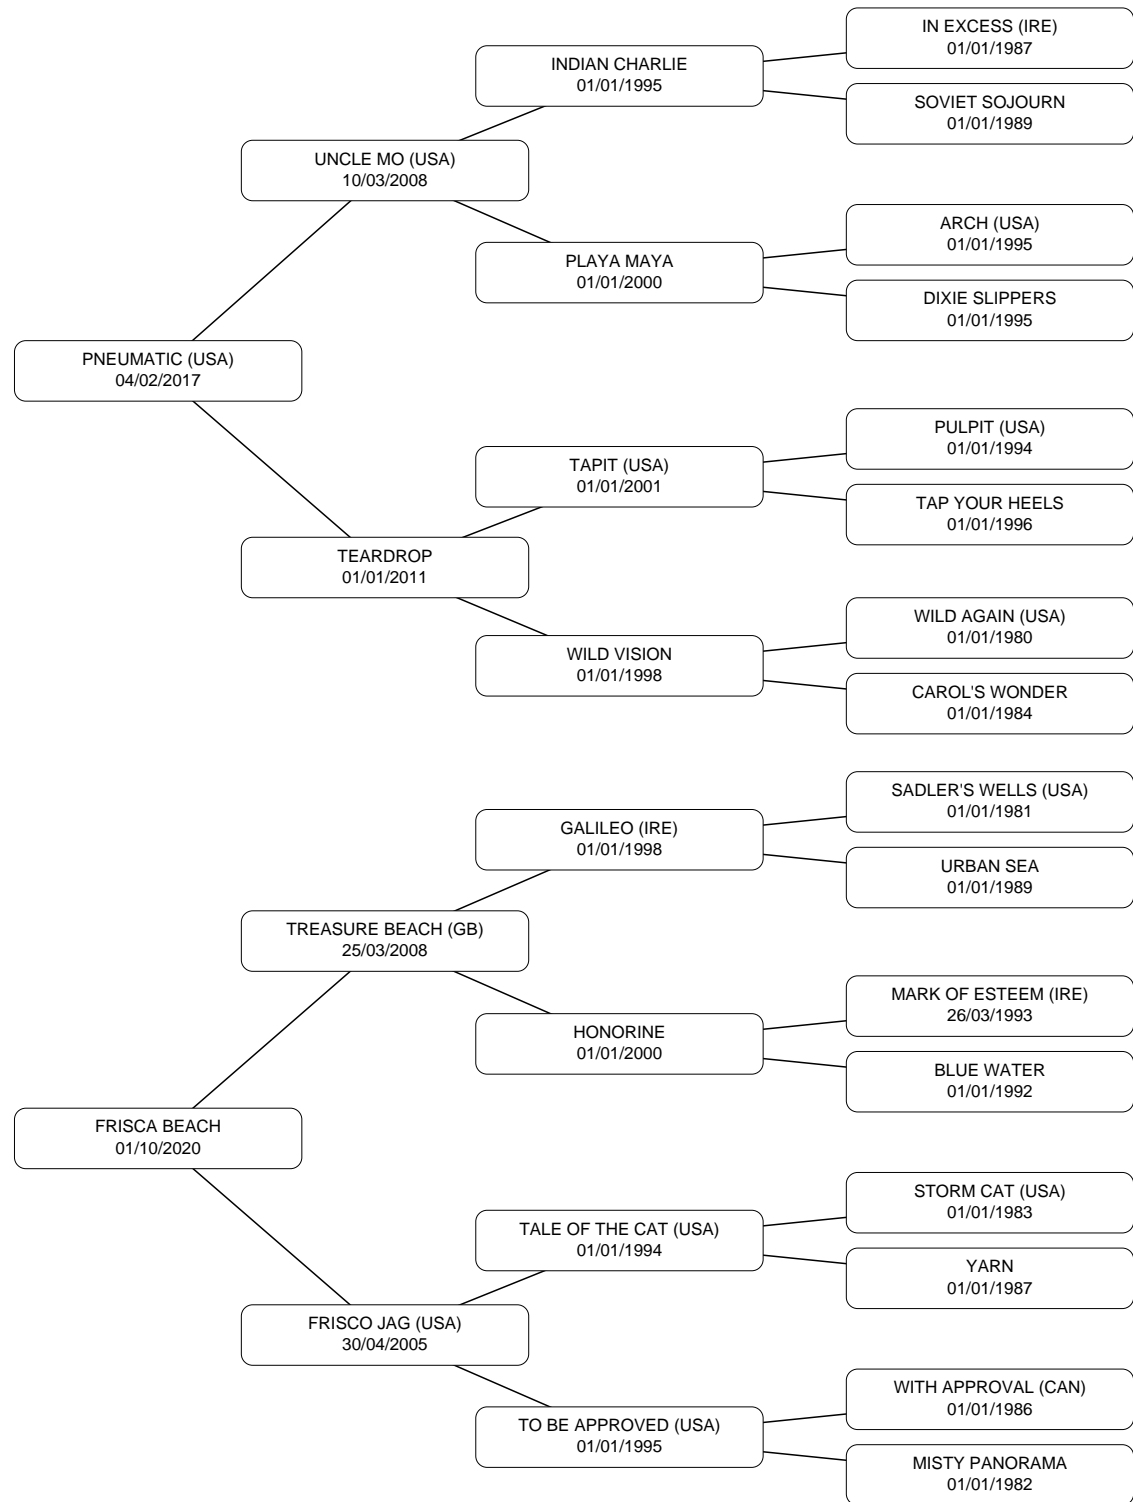 IN EXCESS (IRE)
01/01/1987
INDIAN CHARLIE
01/01/1995
SOVIET SOJOURN
01/01/1989
UNCLE MO (USA)
10/03/2008
ARCH (USA)
01/01/1995
PLAYA MAYA
01/01/2000
DIXIE SLIPPERS
01/01/1995
PNEUMATIC (USA)
04/02/2017
PULPIT (USA)
01/01/1994
TAPIT (USA)
01/01/2001
TAP YOUR HEELS
01/01/1996
TEARDROP
01/01/2011
WILD AGAIN (USA)
01/01/1980
WILD VISION
01/01/1998
CAROL'S WONDER
01/01/1984
SADLER'S WELLS (USA)
01/01/1981
GALILEO (IRE)
01/01/1998
URBAN SEA
01/01/1989
TREASURE BEACH (GB)
25/03/2008
MARK OF ESTEEM (IRE)
26/03/1993
HONORINE
01/01/2000
BLUE WATER
01/01/1992
FRISCA BEACH
01/10/2020
STORM CAT (USA)
01/01/1983
TALE OF THE CAT (USA)
01/01/1994
YARN
01/01/1987
FRISCO JAG (USA)
30/04/2005
WITH APPROVAL (CAN)
01/01/1986
TO BE APPROVED (USA)
01/01/1995
MISTY PANORAMA
01/01/1982